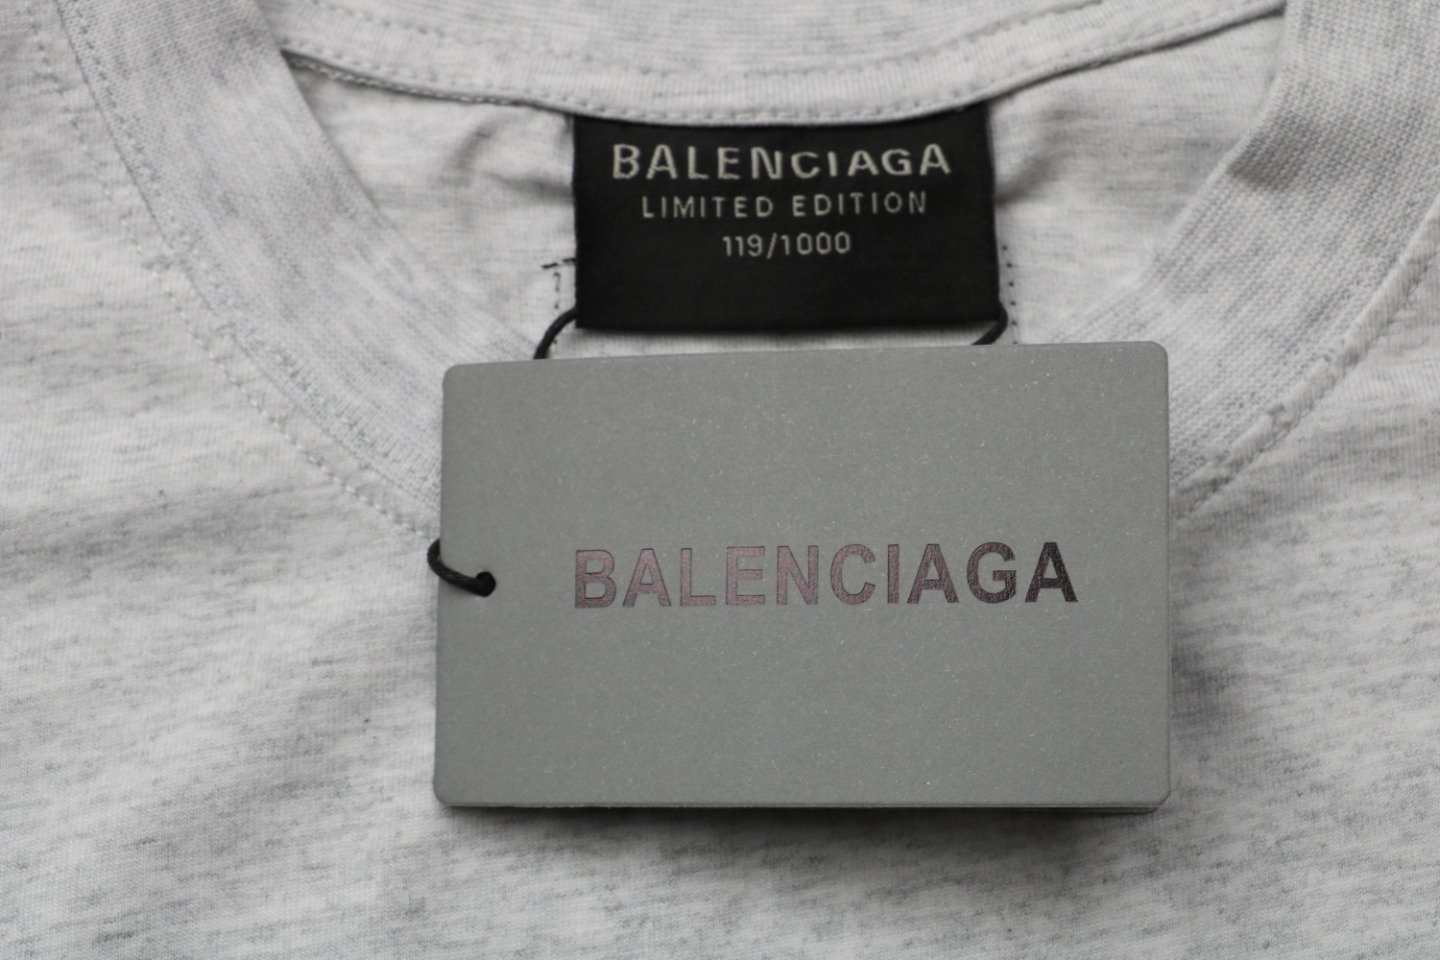 BALENCIAGA
LIMITED EDITION
119/1000
BALENCIAGA